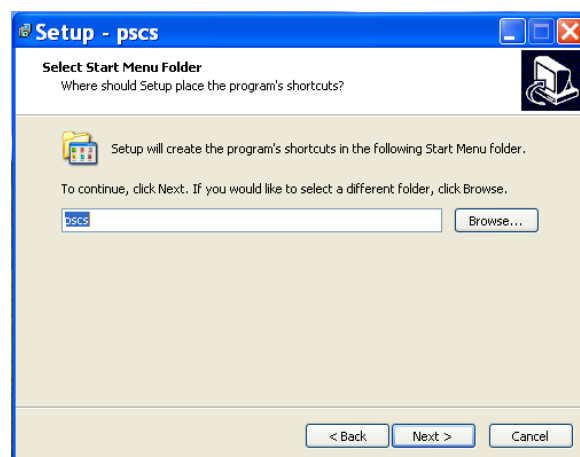 Setup - pscs
Select Start Menu Folder
Where should Setup place the program's shortcuts?
Setup will create the program's shortcuts in the following Start Menu folder.
To continue, click Next. If you would like to select a different folder, click Browse.
pscs
Browse...
< Back
Next >
Cancel